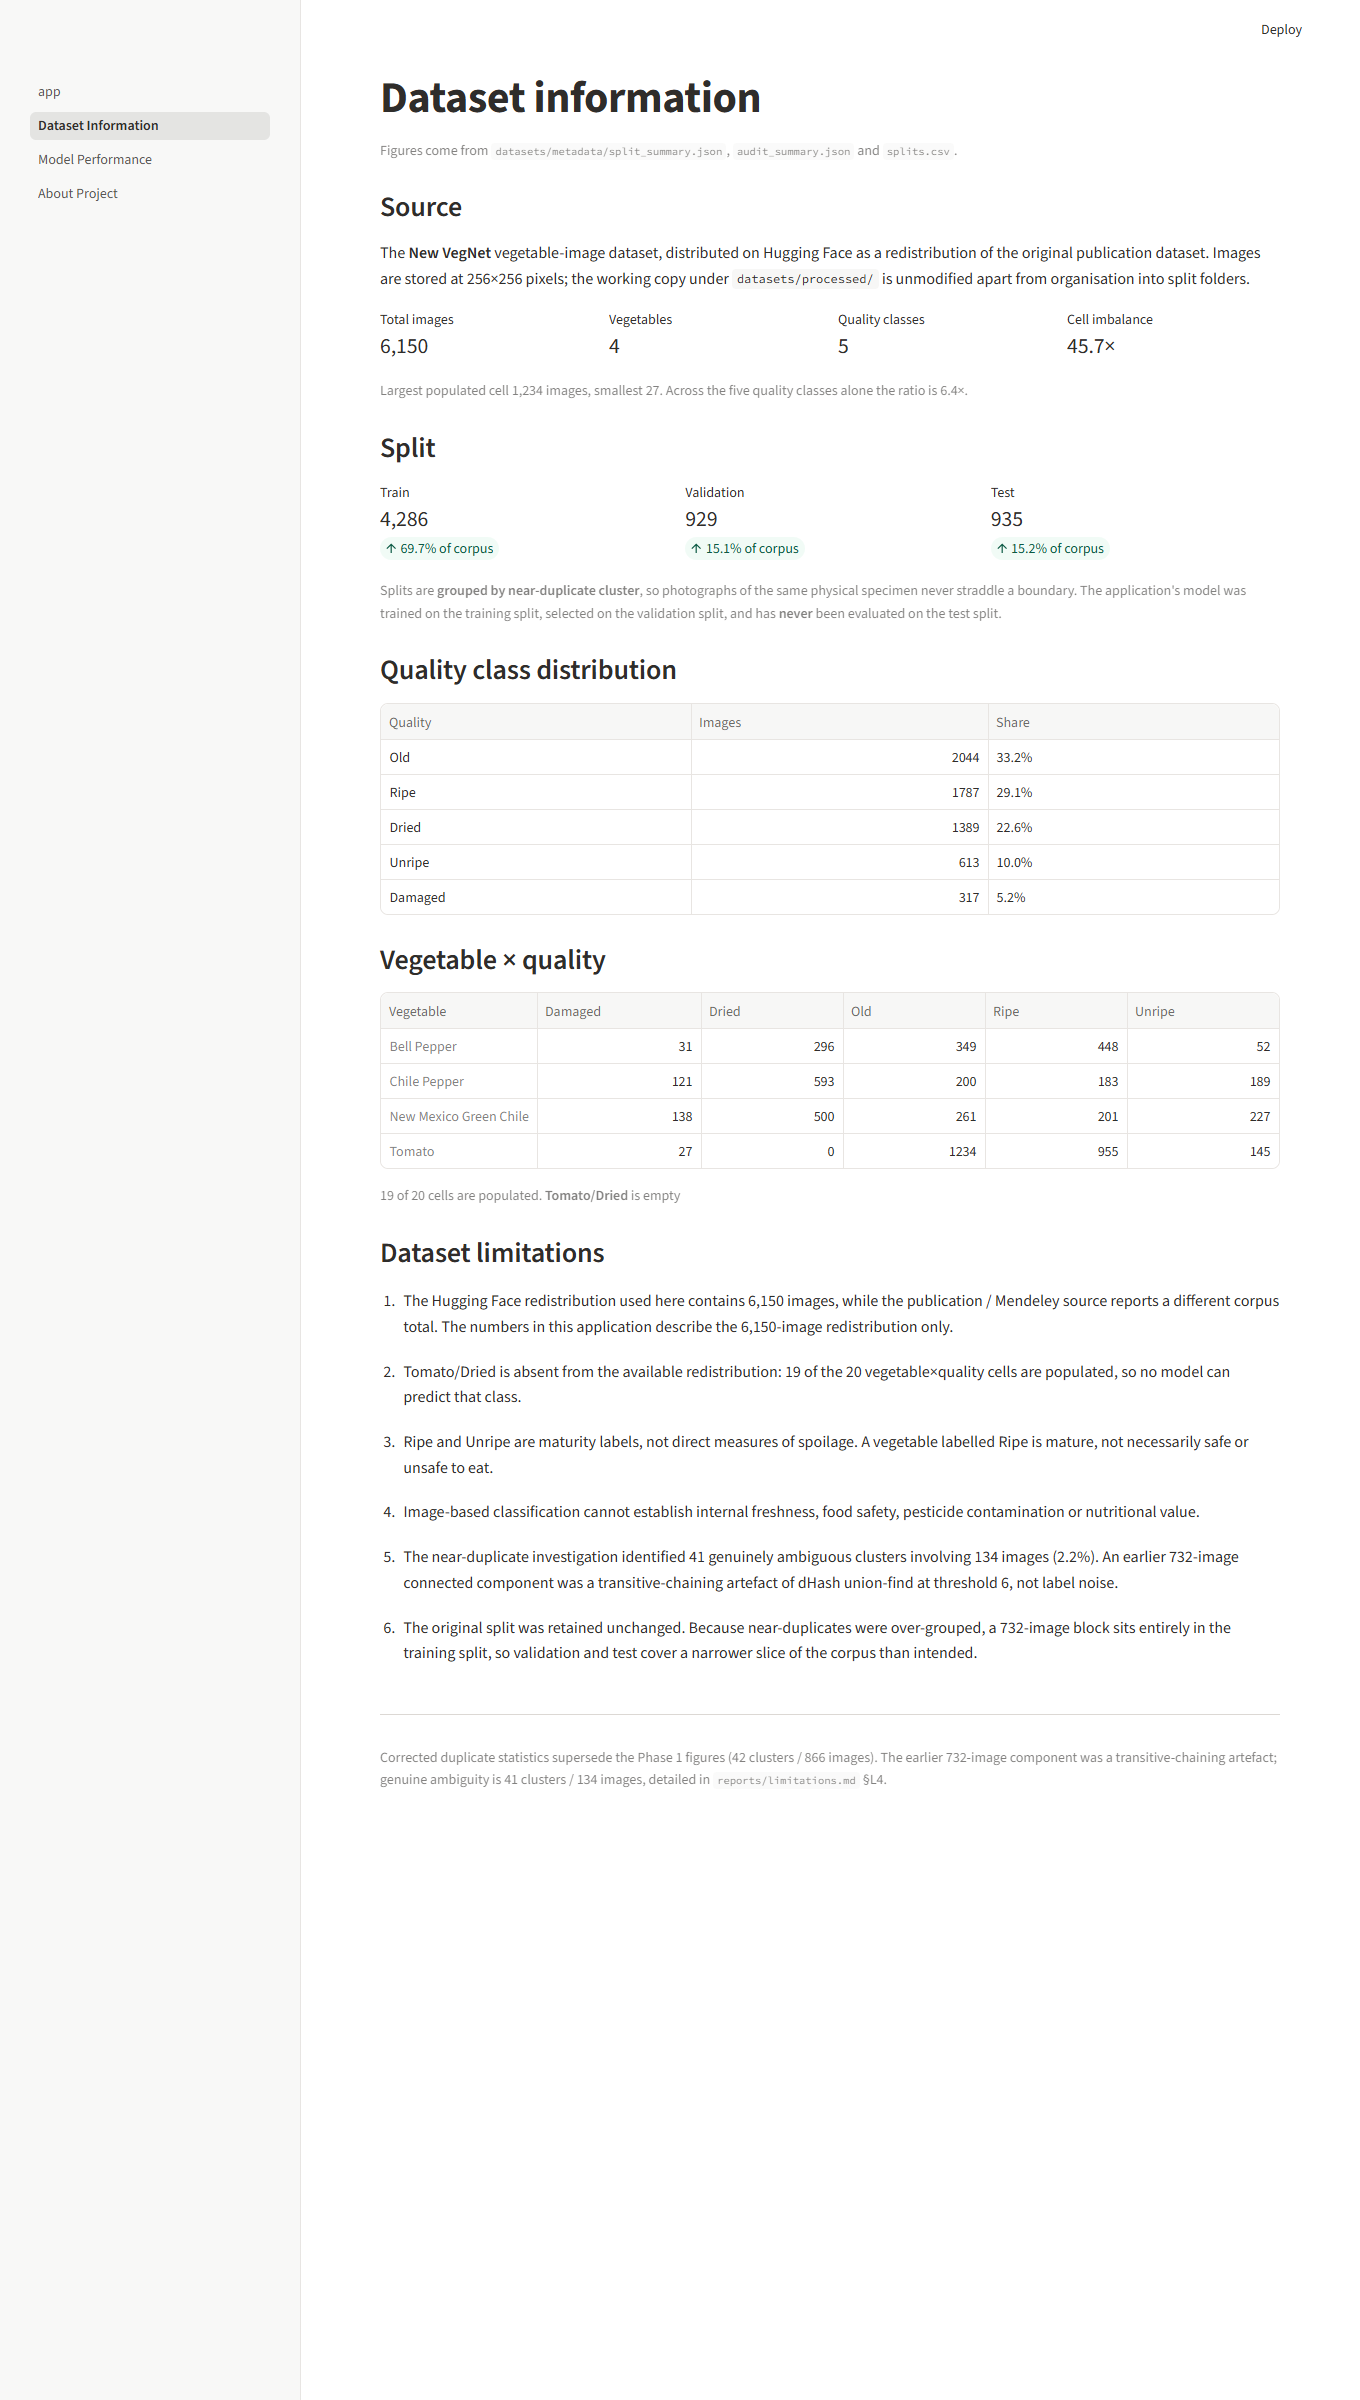 Deploy
app
Dataset Information
Model Performance
About Project
Dataset information
Figures come from datasets/metadata/split_summary.json , audit_summary.json and splits.csv .
Source
The New VegNet vegetable-image dataset, distributed on Hugging Face as a redistribution of the original publication dataset. Images
are stored at 256×256 pixels; the working copy under datasets/processed/ is unmodified apart from organisation into split folders.
Total images Vegetables Quality classes Cell imbalance
6,150 4 5 45.7×
Largest populated cell 1,234 images, smallest 27. Across the five quality classes alone the ratio is 6.4×.
Split
Train Validation Test
4,286 929 935
↑ 69.7% of corpus ↑ 15.1% of corpus ↑ 15.2% of corpus
Splits are grouped by near-duplicate cluster, so photographs of the same physical specimen never straddle a boundary. The application's model was
trained on the training split, selected on the validation split, and has never been evaluated on the test split.
Quality class distribution
Quality Images Share
Old 2044 33.2%
Ripe 1787 29.1%
Dried 1389 22.6%
Unripe 613 10.0%
Damaged 317 5.2%
Vegetable × quality
Vegetable Damaged Dried Old Ripe Unripe
Bell Pepper 31 296 349 448 52
Chile Pepper 121 593 200 183 189
New Mexico Green Chile 138 500 261 201 227
Tomato 27 0 1234 955 145
19 of 20 cells are populated. Tomato/Dried is empty
Dataset limitations
1. The Hugging Face redistribution used here contains 6,150 images, while the publication / Mendeley source reports a different corpus
total. The numbers in this application describe the 6,150-image redistribution only.
2. Tomato/Dried is absent from the available redistribution: 19 of the 20 vegetable×quality cells are populated, so no model can
predict that class.
3. Ripe and Unripe are maturity labels, not direct measures of spoilage. A vegetable labelled Ripe is mature, not necessarily safe or
unsafe to eat.
4. Image-based classification cannot establish internal freshness, food safety, pesticide contamination or nutritional value.
5. The near-duplicate investigation identified 41 genuinely ambiguous clusters involving 134 images (2.2%). An earlier 732-image
connected component was a transitive-chaining artefact of dHash union-find at threshold 6, not label noise.
6. The original split was retained unchanged. Because near-duplicates were over-grouped, a 732-image block sits entirely in the
training split, so validation and test cover a narrower slice of the corpus than intended.
Corrected duplicate statistics supersede the Phase 1 figures (42 clusters / 866 images). The earlier 732-image component was a transitive-chaining artefact;
genuine ambiguity is 41 clusters / 134 images, detailed in reports/limitations.md §L4.